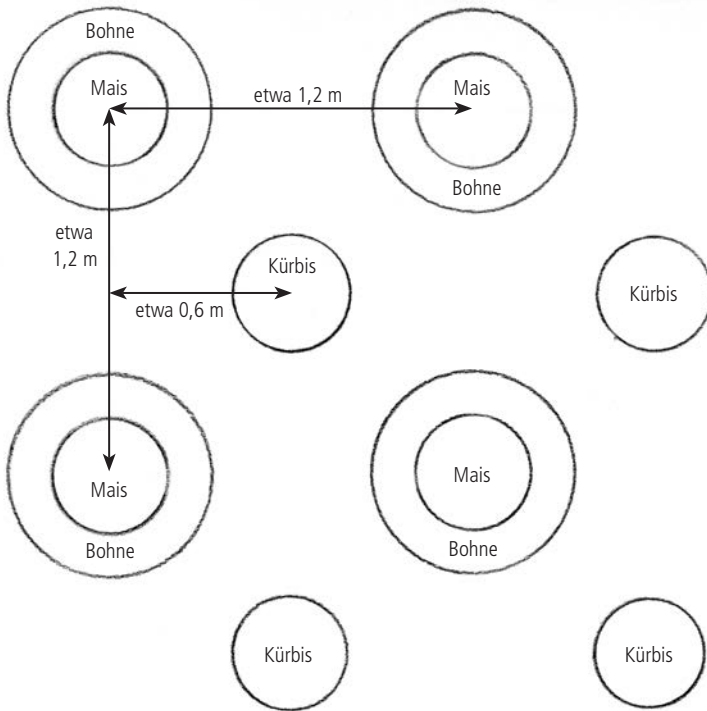 Bohne
Mais
etwa 1,2 m
Mais
Bohne
etwa
1,2 m
Kürbis
etwa 0,6 m
Kürbis
Mais
Bohne
Mais
Bohne
Kürbis
Kürbis